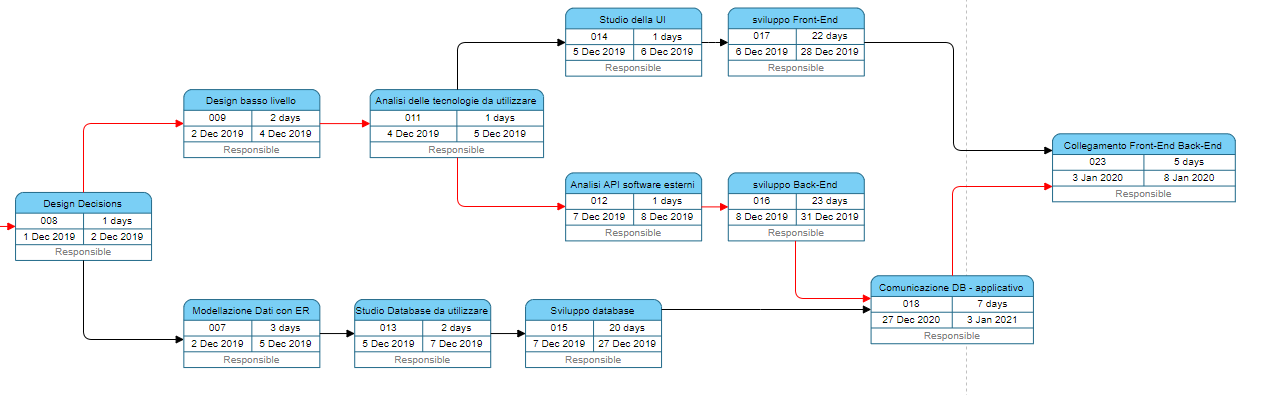 Studio della UI
014 1 days
5 Dec 2019 6 Dec 2019
Responsible
sviluppo Front-End
017 22 days
6 Dec 2019 28 Dec 2019
Responsible
Design basso livello
009 2 days
2 Dec 2019 4 Dec 2019
Responsible
Analisi delle tecnologie da utilizzare
011 1 days
4 Dec 2019 5 Dec 2019
Responsible
Collegamento Front-End Back-End
023 5 days
3 Jan 2020 8 Jan 2020
Responsible
Analisi API software esterni
012 1 days
7 Dec 2019 8 Dec 2019
Responsible
sviluppo Back-End
016 23 days
8 Dec 2019 31 Dec 2019
Responsible
Design Decisions
008 1 days
1 Dec 2019 2 Dec 2019
Responsible
Comunicazione DB - applicativo
018 7 days
27 Dec 2020 3 Jan 2021
Responsible
Modellazione Dati con ER
007 3 days
2 Dec 2019 5 Dec 2019
Responsible
Studio Database da utilizzare
013 2 days
5 Dec 2019 7 Dec 2019
Responsible
Sviluppo database
015 20 days
7 Dec 2019 27 Dec 2019
Responsible